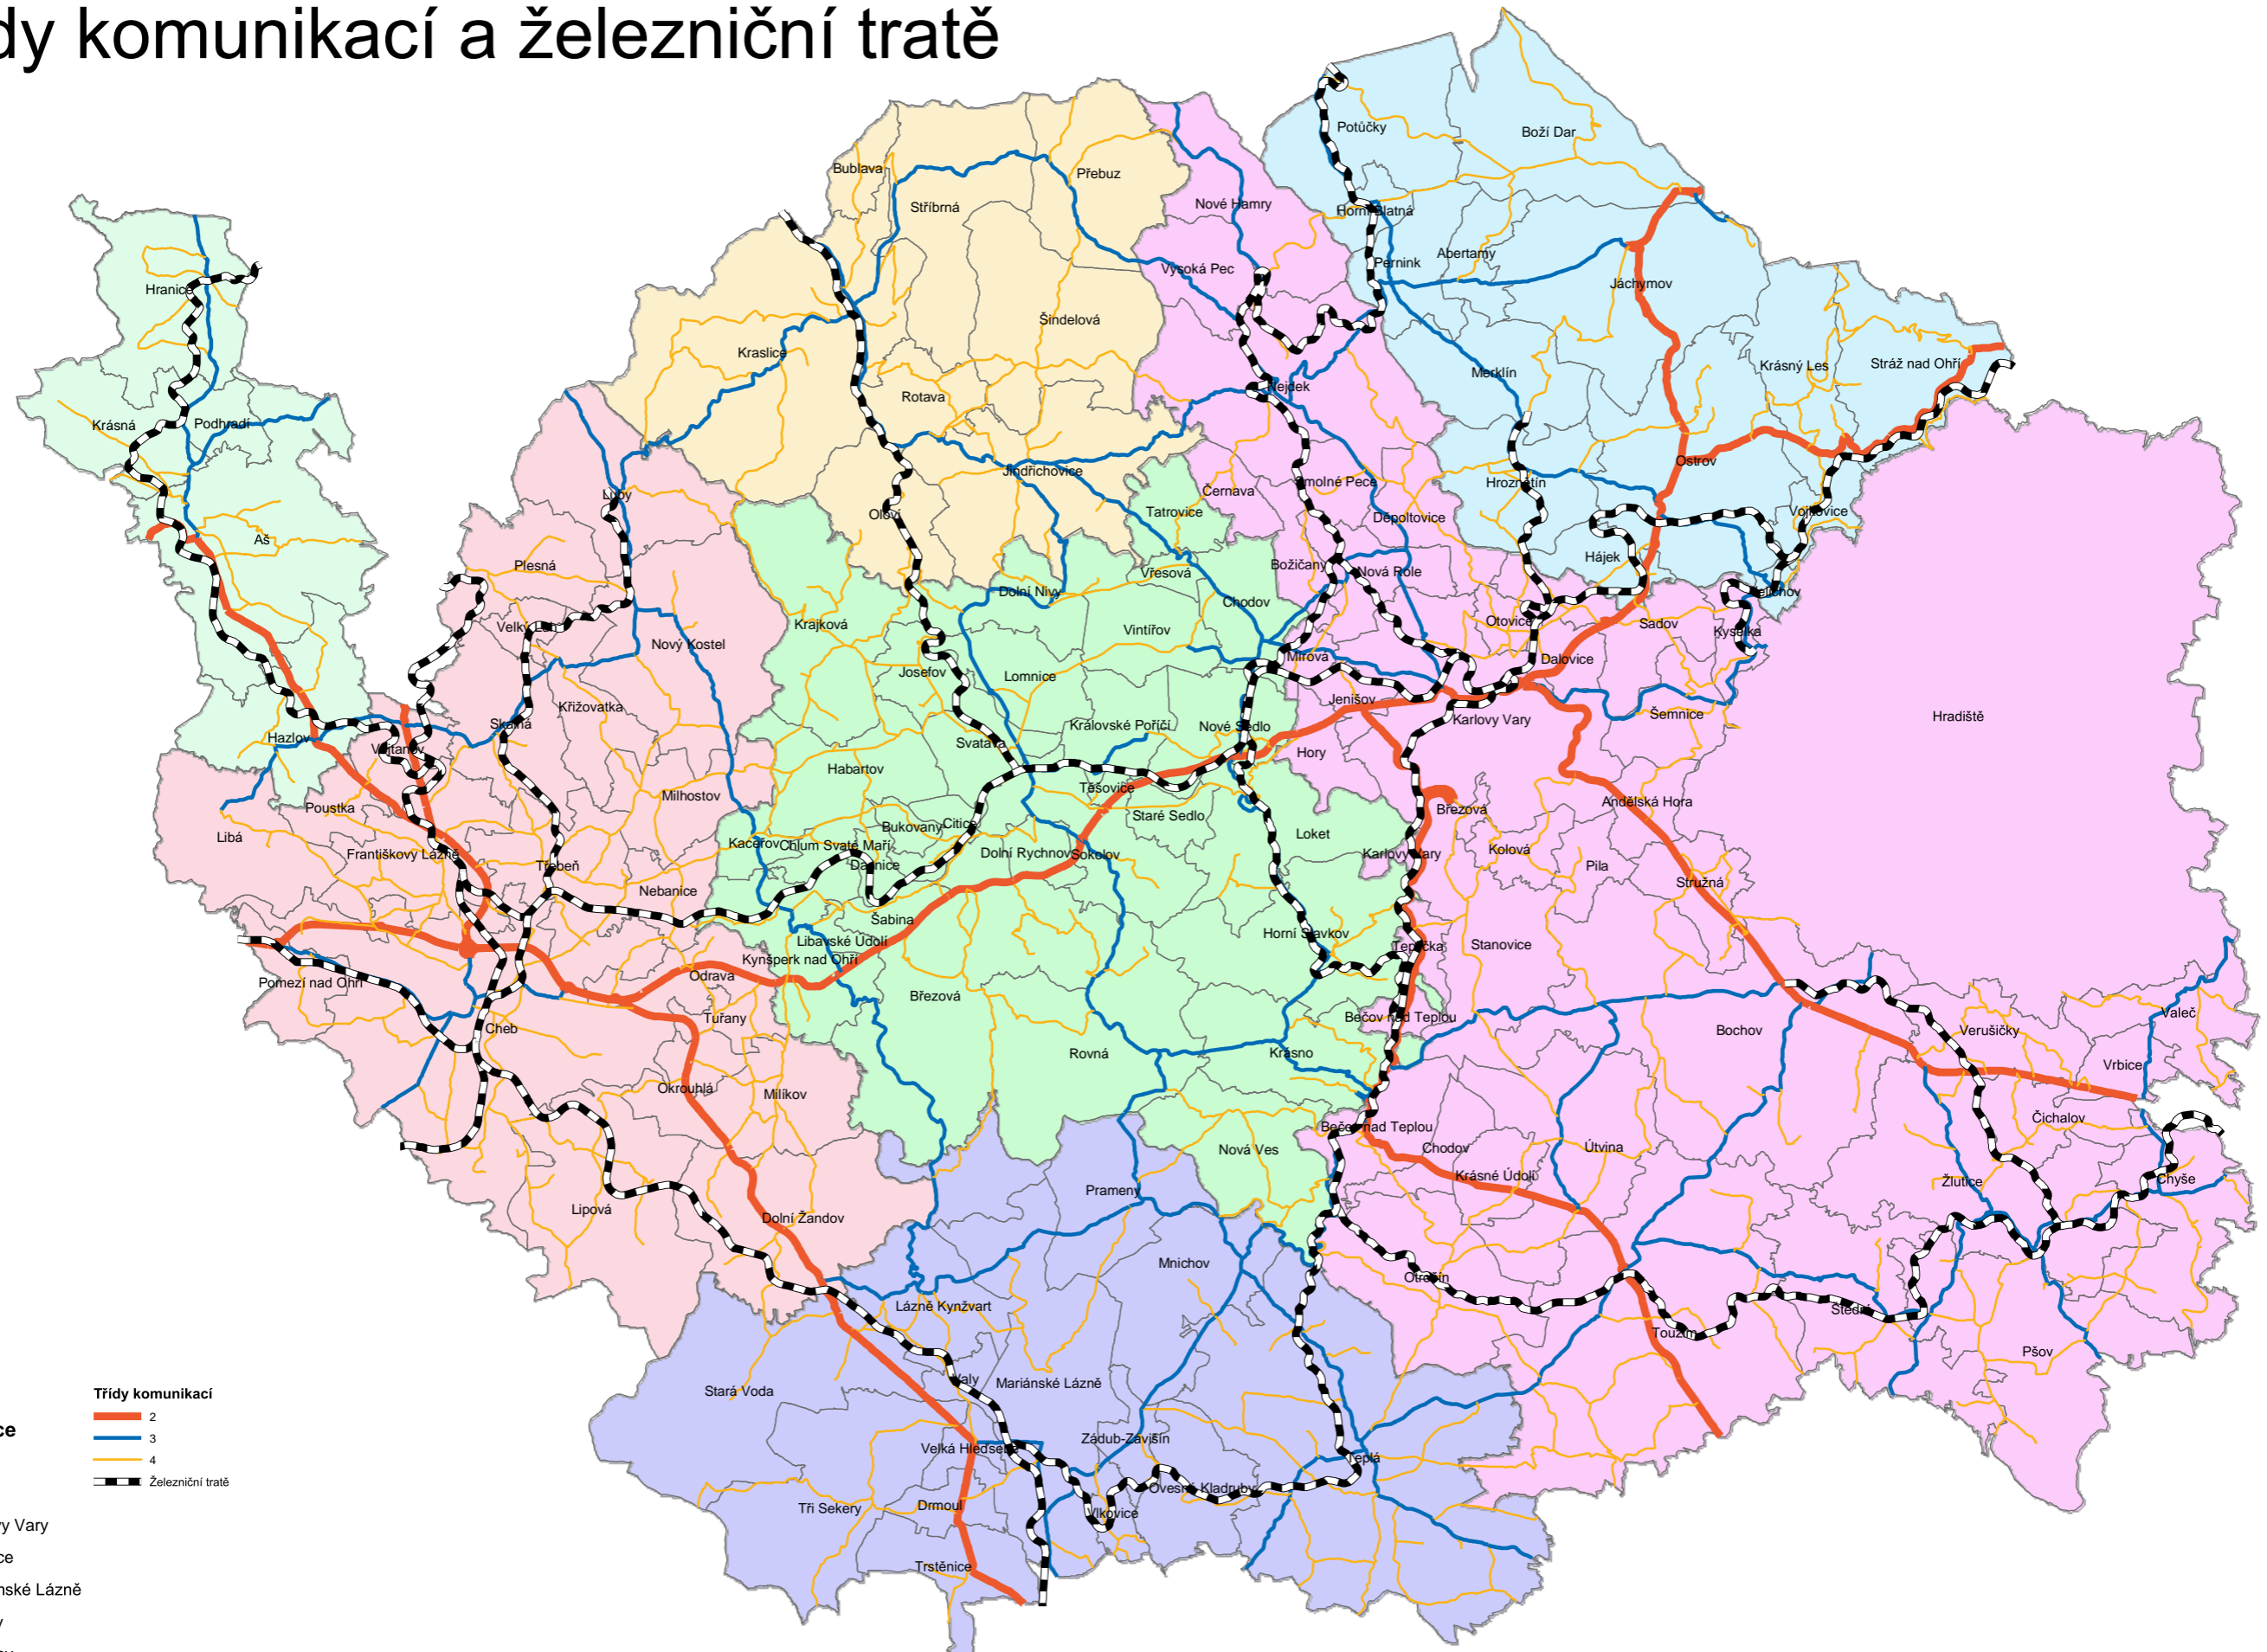 dy komunikací a železniční tratě
Potůčky
Boží Dar
Bublava
Přebuz
Stříbrná
Nové Hamry
Horní Blatná
Abertamy
Pernink
Vysoká Pec
Jáchymov
Hranice
Šindelová
Kraslice
Krásný Les
Stráž nad Ohří
Merklín
Nejdek
Rotava
Krásná
Podhradí
Ostrov
Jindřichovice
Smolné Pece
Hroznětín
Černava
Luby
Tatrovice
Oloví
Děpoltovice
Vojkovice
Aš
Hájek
Plesná
Božičany
Nová Role
Vřesová
Dolní Nivy
Chodov
Otovice
Sadov
Kyselka
Krajková
Vintířov
Velký Luh
Nový Kostel
Mírová
Dalovice
Josefov
Lomnice
Jenišov
Křižovatka
Karlovy Vary
Šemnice
Hradiště
Skalná
Královské Poříčí
Nové Sedlo
Hazlov
Vojtanov
Svatava
Hory
Habartov
Těšovice
Milhostov
Andělská Hora
Poustka
Březová
Staré Sedlo
Bukovany
Citice
Loket
Libá
Kaceřov
Chlum Svaté Maří
Dolní Rychnov
Sokolov
Karlovy Vary
Kolová
Františkovy Lázně
Třebeň
Dasnice
Pila
Stružná
Nebanice
Šabina
Horní Slavkov
Libavské Údolí
Teplička
Stanovice
Kynšperk nad Ohří
Odrava
Pomezí nad Ohří
Březová
Tuřany
Bečov nad Teplou
Valeč
Cheb
Bochov
Verušičky
Rovná
Krásno
Vrbice
Okrouhlá
Milíkov
Čichalov
Bečov nad Teplou
Nová Ves
Chodov
Útvina
Krásné Údolí
Žlutice
Chyše
Prameny
Lipová
Dolní Žandov
Mnichov
Otročín
Lázně Kynžvart
Štědrá
Toužim
Pšov
Valy
Mariánské Lázně
Stará Voda
Zádub-Závišín
Velká Hleďsebe
Teplá
Ovesné Kladruby
Tři Sekery
Drmoul
Vlkovice
Trstěnice
Třídy komunikací
2
3
4
Železniční tratě
ce
y Vary
ce
nské Lázně